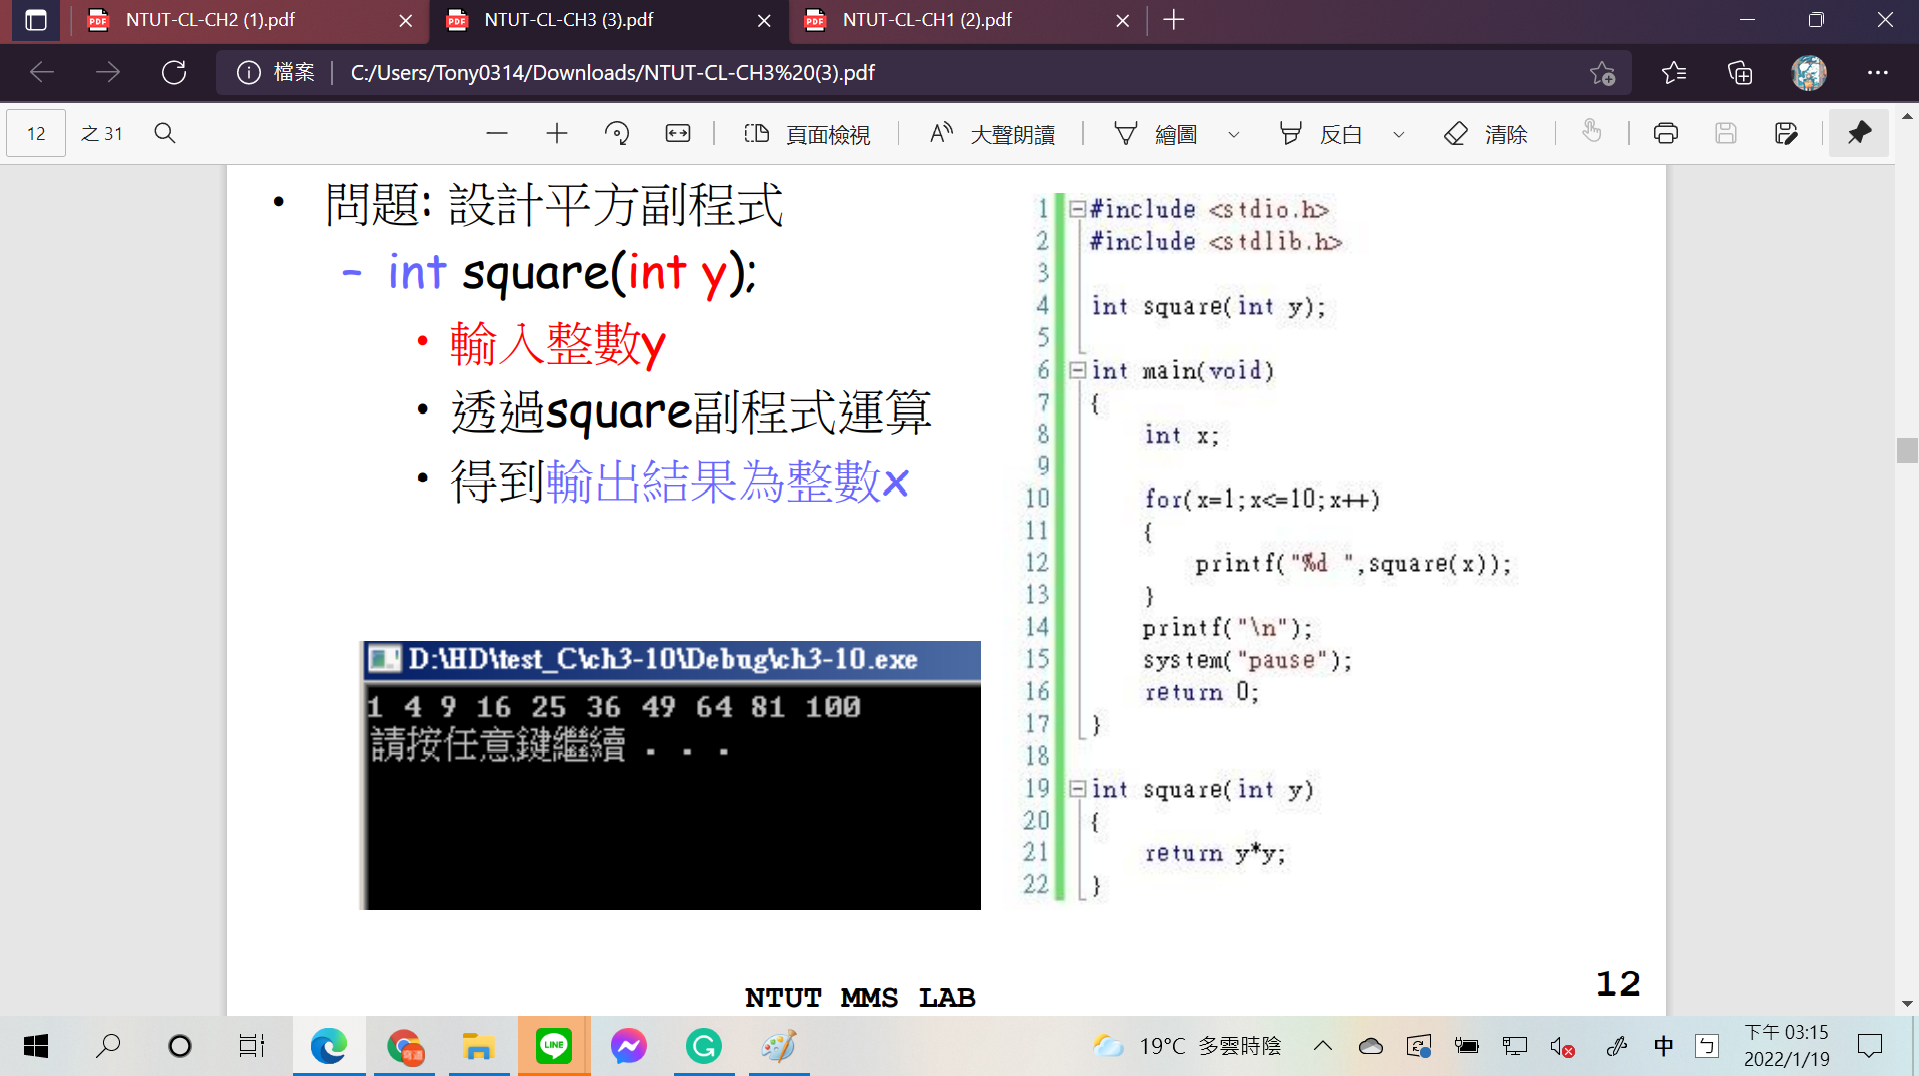 NTUT-CL-CH2 (1).pdf
NTUT-CL-CH3 (3).pdf
NTUT-CL-CH1 (2).pdf
檔案
C:/Users/Tony0314/Downloads/NTUT-CL-CH3%20(3).pdf
12
之 31
頁面檢視
大聲朗讀
繪圖
反白
清除
• 問題: 設計平方副程式
– int square(int y);
• 輸入整數y
• 透過square副程式運算
• 得到輸出結果為整數x
D:\HD\test_C\ch3-10\Debug\ch3-10.exe
1 4 9 16 25 36 49 64 81 100
請按任意鍵繼續 . . .
1 #include <stdio.h>
2 #include <stdlib.h>
3
4 int square(int y);
5
6 int main(void)
7 {
8 int x;
9
10 for(x=1;x<=10;x++)
11 {
12 printf("%d ",square(x));
13 }
14 printf("\n");
15 system("pause");
16 return 0;
17 }
18
19 int square(int y)
20 {
21 return y*y;
22 }
NTUT MMS LAB
12
LINE
19°C 多雲時陰
中
ㄅ
下午 03:15
2022/1/19